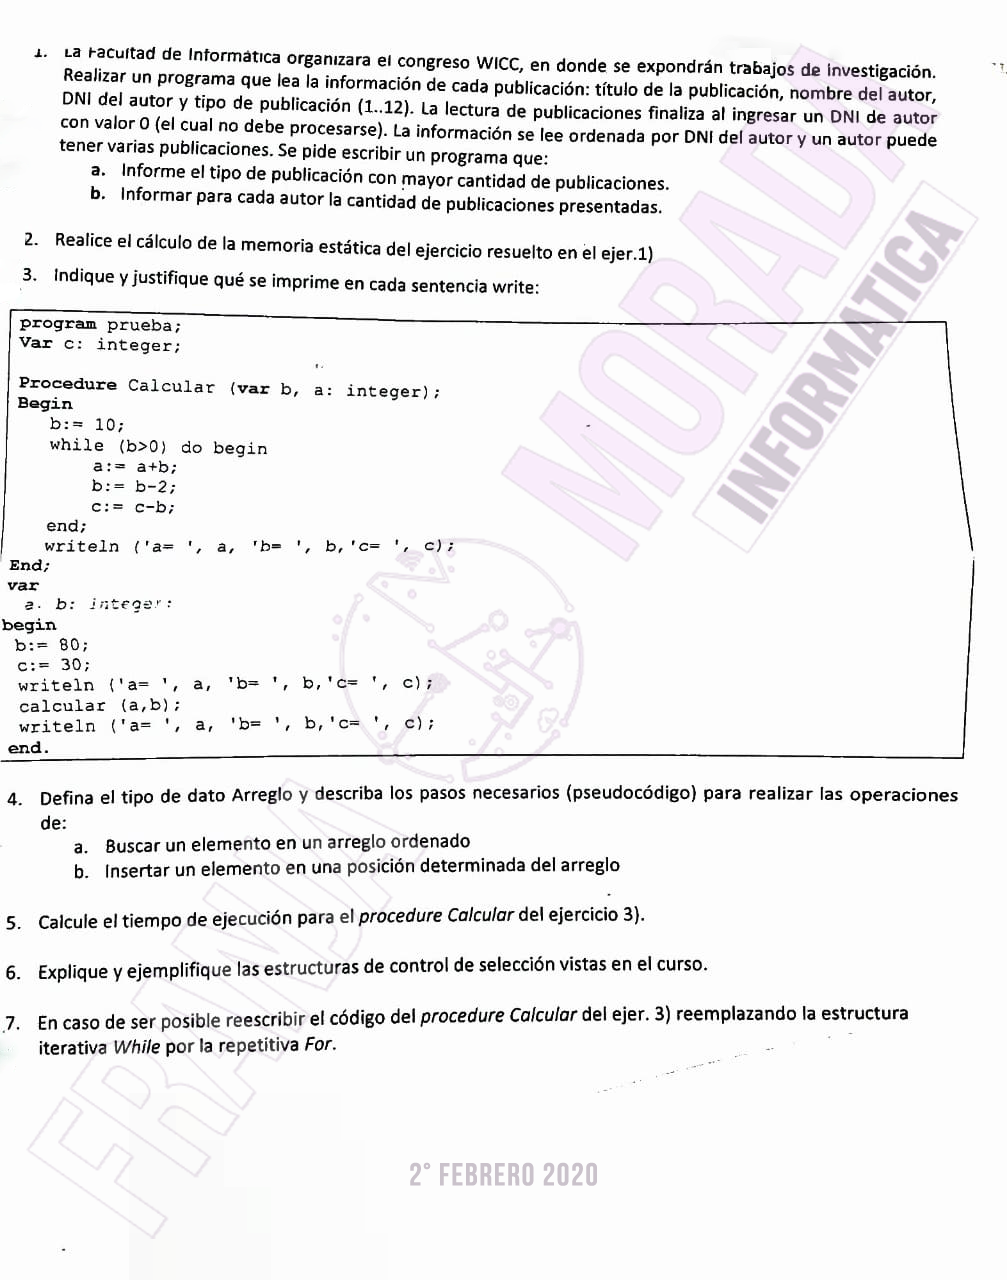 1. La Facultad de Informática organizara el congreso WICC, en donde se expondrán trabajos de Investigación.
Realizar un programa que lea la información de cada publicación: título de la publicación, nombre del autor,
DNI del autor y tipo de publicación (1..12). La lectura de publicaciones finaliza al ingresar un DNI de autor
con valor 0 (el cual no debe procesarse). La información se lee ordenada por DNI del autor y un autor puede
tener varias publicaciones. Se pide escribir un programa que:
a. Informe el tipo de publicación con mayor cantidad de publicaciones.
b. Informar para cada autor la cantidad de publicaciones presentadas.
2. Realice el cálculo de la memoria estática del ejercicio resuelto en el ejer.1)
3. Indique y justifique qué se imprime en cada sentencia write:
program prueba;
Var c: integer;
Procedure Calcular (var b, a: integer);
Begin
b:= 10;
while (b>0) do begin
a:= a+b;
b:= b-2;
c:= c-b;
end;
writeln ('a= ', a, 'b= ', b,'c= ', c);
End;
var
a, b: integer;
begin
b:= 80;
c:= 30;
writeln ('a= ', a, 'b= ', b,'c= ', c);
calcular (a,b);
writeln ('a= ', a, 'b= ', b,'c= ', c);
end.
4. Defina el tipo de dato Arreglo y describa los pasos necesarios (pseudocódigo) para realizar las operaciones
de:
a. Buscar un elemento en un arreglo ordenado
b. Insertar un elemento en una posición determinada del arreglo
5. Calcule el tiempo de ejecución para el procedure Calcular del ejercicio 3).
6. Explique y ejemplifique las estructuras de control de selección vistas en el curso.
7. En caso de ser posible reescribir el código del procedure Calcular del ejer. 3) reemplazando la estructura
iterativa While por la repetitiva For.
FRANJA MORADA
INFORMATICA
2° FEBRERO 2020